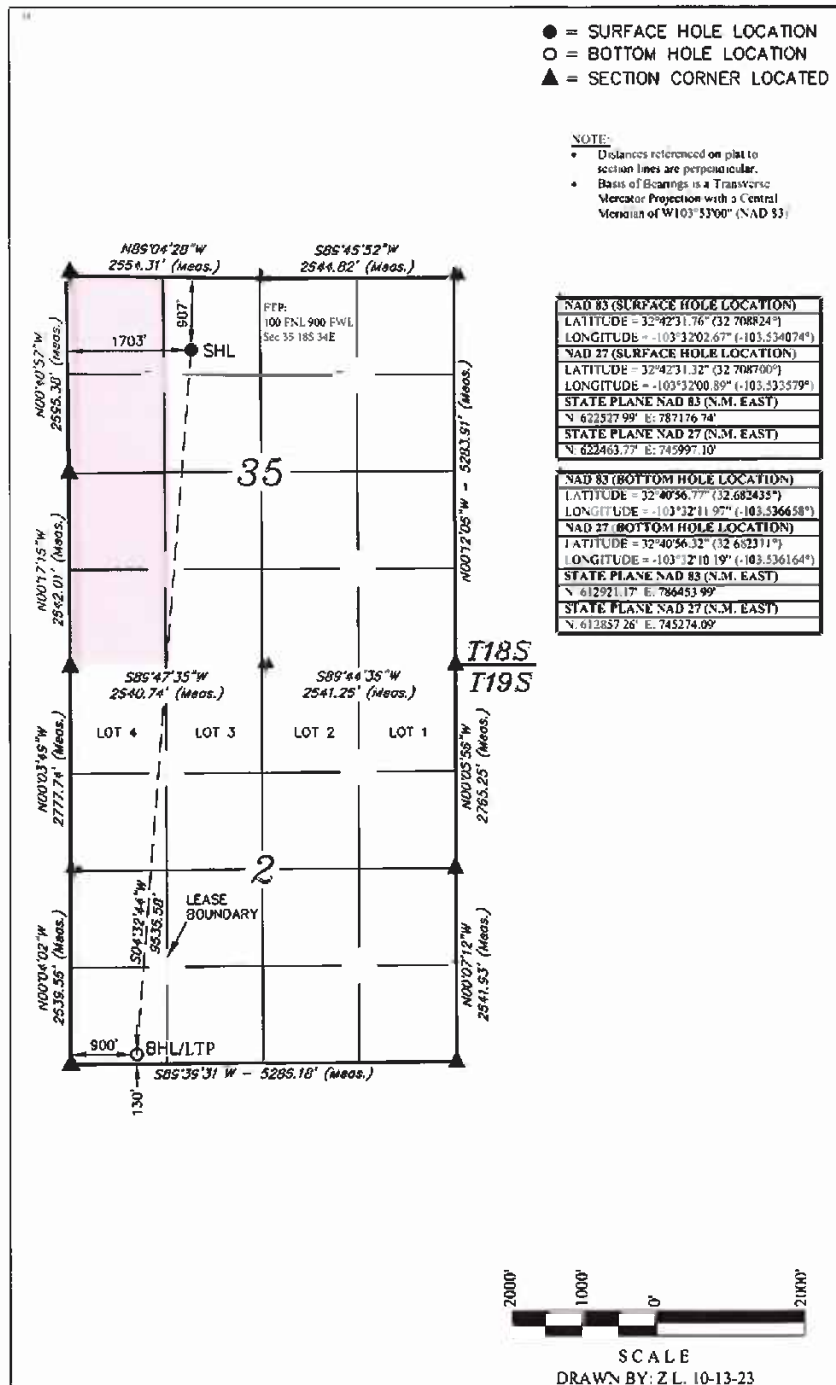 ● = SURFACE HOLE LOCATION
○ = BOTTOM HOLE LOCATION
▲ = SECTION CORNER LOCATED
NOTE:
• Distances referenced on plat to
section lines are perpendicular.
• Basis of Bearings is a Transverse
Mercator Projection with a Central
Meridian of W103°53'00" (NAD 83)
N89°04'28"W
2554.31' (Meas.)
S89°45'52"W
2544.82' (Meas.)
907'
FTP:
100 FNL 900 FWL
Sec 35 18S 34E
1703'
SHL
N00°40'57"W
2595.38' (Meas.)
35
N00°12'05"W - 5283.91' (Meas.)
N00°17'15"W
2642.01' (Meas.)
NAD 83 (SURFACE HOLE LOCATION)
LATITUDE = 32°42'31.76" (32.708824°)
LONGITUDE = -103°32'02.67" (-103.534074°)
NAD 27 (SURFACE HOLE LOCATION)
LATITUDE = 32°42'31.32" (32.708700°)
LONGITUDE = -103°32'00.89" (-103.533579°)
STATE PLANE NAD 83 (N.M. EAST)
N: 622527.99' E: 787176.74'
STATE PLANE NAD 27 (N.M. EAST)
N: 622463.77' E: 745997.10'
NAD 83 (BOTTOM HOLE LOCATION)
LATITUDE = 32°40'56.77" (32.682435°)
LONGITUDE = -103°32'11.97" (-103.536658°)
NAD 27 (BOTTOM HOLE LOCATION)
LATITUDE = 32°40'56.32" (32.682311°)
LONGITUDE = -103°32'10.19" (-103.536164°)
STATE PLANE NAD 83 (N.M. EAST)
N: 612921.17' E: 786453.99'
STATE PLANE NAD 27 (N.M. EAST)
N: 612857.26' E: 745274.09'
T18S
T19S
S89°47'35"W
2540.74' (Meas.)
S89°44'35"W
2541.25' (Meas.)
LOT 4
LOT 3
LOT 2
LOT 1
N00°03'49"W
2777.74' (Meas.)
N00°05'56"W
2765.25' (Meas.)
2
LEASE
BOUNDARY
S04°32'44"W
9635.58'
N00°04'02"W
2639.56' (Meas.)
N00°07'12"W
2641.93' (Meas.)
900'
BHL/LTP
S89°39'31"W - 5285.18' (Meas.)
130'
2000'
1000'
0'
2000'
SCALE
DRAWN BY: Z.L. 10-13-23